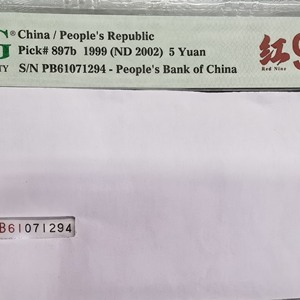 China / People's Republic
Pick# 897b 1999 (ND 2002) 5 Yuan
S/N PB61071294 - People's Bank of China
红9
Red Nine
B61071294